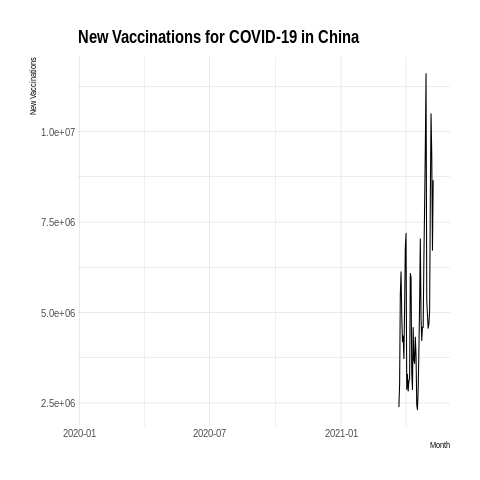 New Vaccinations for COVID-19 in China
New Vaccinations
1.0e+07
7.5e+06
5.0e+06
2.5e+06
2020-01 2020-07 2021-01
Month